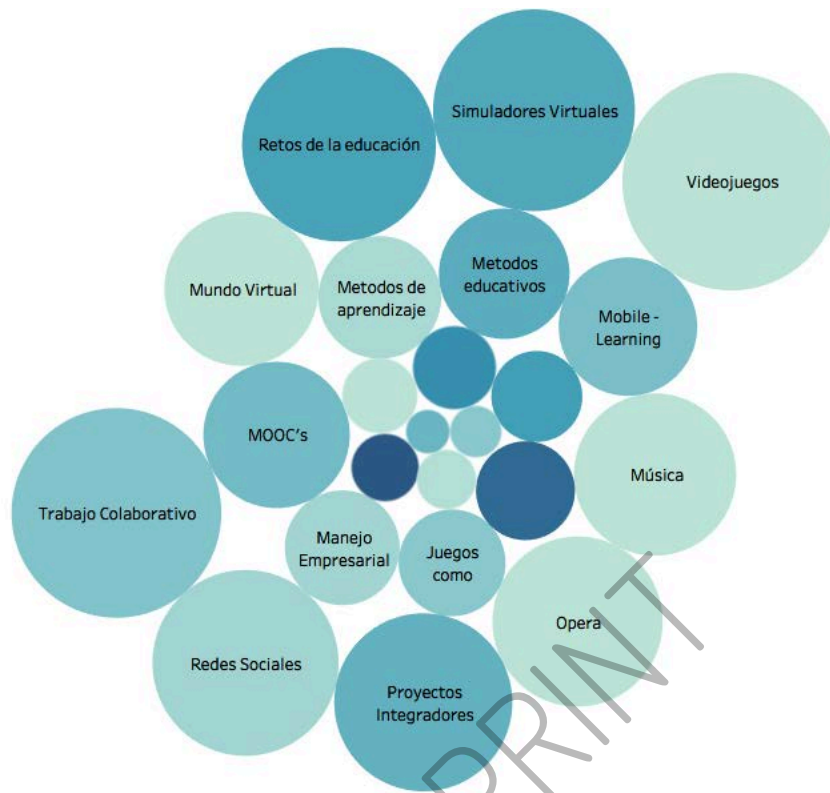 Simuladores Virtuales
Retos de la educación
Videojuegos
Metodos
educativos
Mundo Virtual
Metodos de
aprendizaje
Mobile -
Learning
MOOC's
Música
Trabajo Colaborativo
Manejo
Empresarial
Juegos
como
Opera
Redes Sociales
Proyectos
Integradores
PRINT